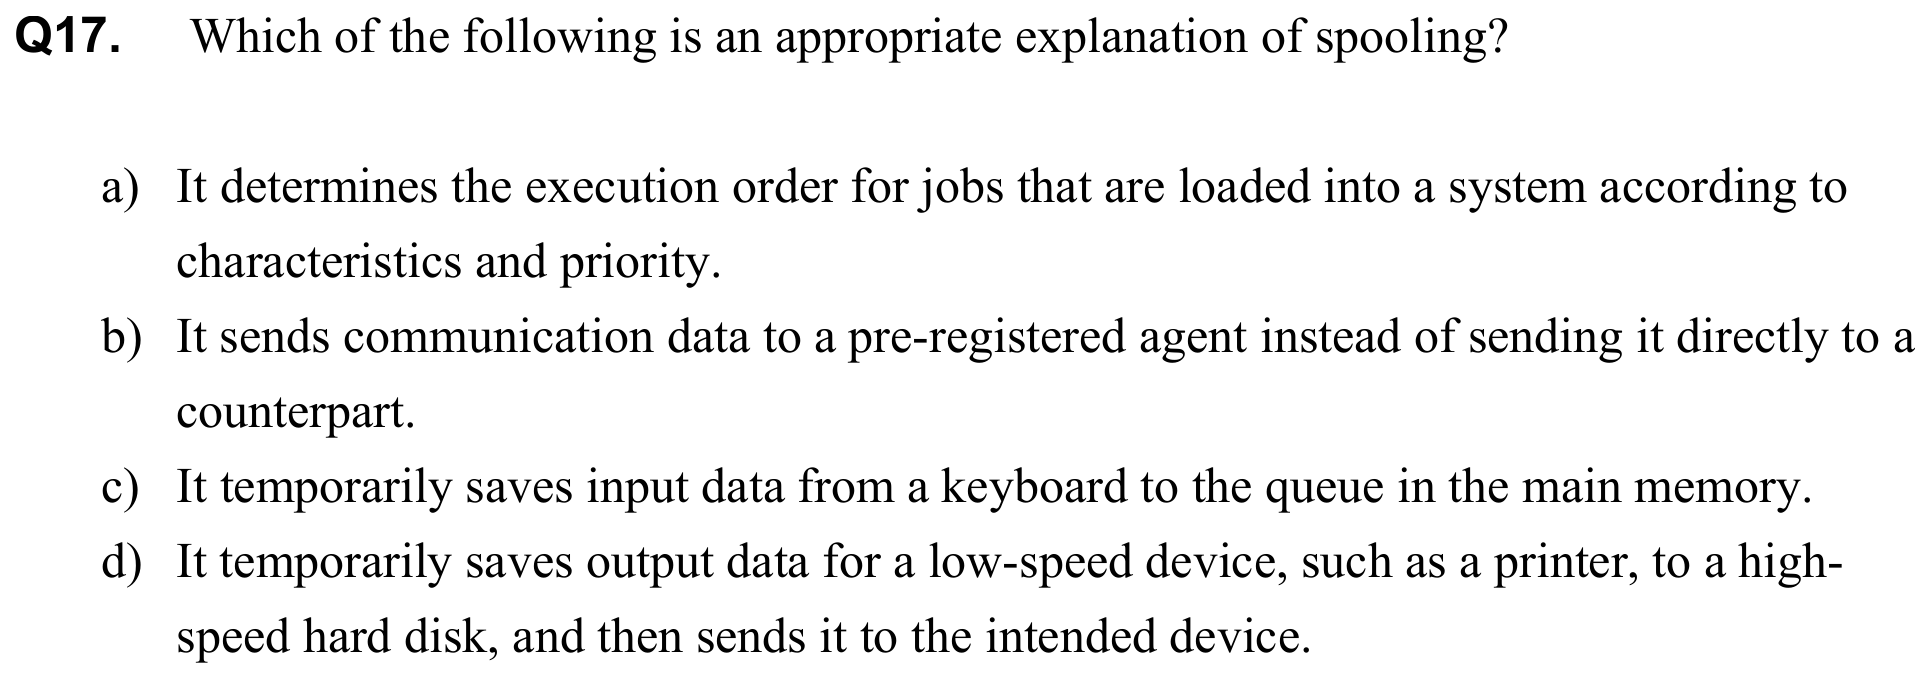 Q17. Which of the following is an appropriate explanation of spooling?
a) It determines the execution order for jobs that are loaded into a system according to
characteristics and priority.
b) It sends communication data to a pre-registered agent instead of sending it directly to a
counterpart.
c) It temporarily saves input data from a keyboard to the queue in the main memory.
d) It temporarily saves output data for a low-speed device, such as a printer, to a high-
speed hard disk, and then sends it to the intended device.